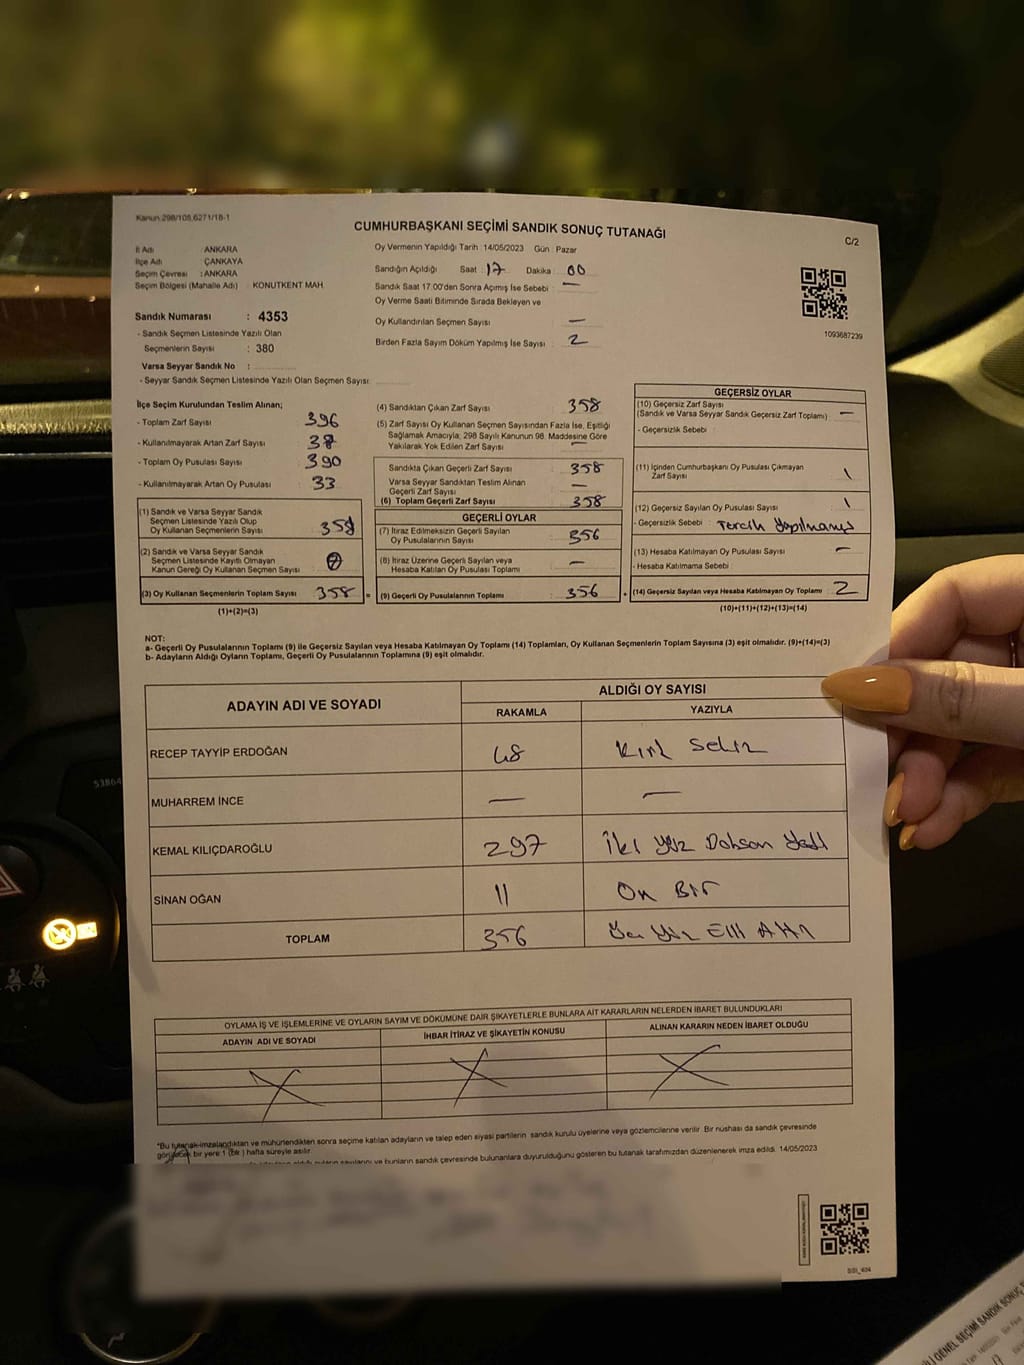 Kanun 298/105,6271/18-1
CUMHURBAŞKANI SEÇİMİ SANDIK SONUÇ TUTANAĞI
C/2
İl Adı : ANKARA
İlçe Adı : ÇANKAYA
Seçim Çevresi : ANKARA
Seçim Bölgesi (Mahalle Adı) : KONUTKENT MAH.
Oy Vermenin Yapıldığı Tarih :14/05/2023 Gün : Pazar
Sandığın Açıldığı Saat : 17 Dakika : 00
Sandık Saat 17.00'den Sonra Açımış İse Sebebi : —
Oy Verme Saati Bitiminde Sırada Bekleyen ve
Oy Kullandırılan Seçmen Sayısı : —
Birden Fazla Sayım Döküm Yapılmış İse Sayısı : 2
1093687239
Sandık Numarası : 4353
- Sandık Seçmen Listesinde Yazılı Olan
Seçmenlerin Sayısı : 380
Varsa Seyyar Sandık No :
- Seyyar Sandık Seçmen Listesinde Yazılı Olan Seçmen Sayısı:
İlçe Seçim Kurulundan Teslim Alınan;
- Toplam Zarf Sayısı : 396
- Kullanılmayarak Artan Zarf Sayısı : 38
- Toplam Oy Pusulası Sayısı : 390
- Kullanılmayarak Artan Oy Pusulası : 33
(1) Sandık ve Varsa Seyyar Sandık
Seçmen Listesinde Yazılı Olup
Oy Kullanan Seçmenlerin Sayısı : 358
(2) Sandık ve Varsa Seyyar Sandık
Seçmen Listesinde Kayıtlı Olmayan
Kanun Gereği Oy Kullanan Seçmen Sayısı :
(3) Oy Kullanan Seçmenlerin Toplam Sayısı : 358 =
(1)+(2)=(3)
(4) Sandıktan Çıkan Zarf Sayısı : 358
(5) Zarf Sayısı Oy Kullanan Seçmen Sayısından Fazla İse, Eşitliği
Sağlamak Amacıyla; 298 Sayılı Kanunun 98. Maddesine Göre
Yakılarak Yok Edilen Zarf Sayısı : —
Sandıkta Çıkan Geçerli Zarf Sayısı : 358
Varsa Seyyar Sandıktan Teslim Alınan
Geçerli Zarf Sayısı : —
(6) Toplam Geçerli Zarf Sayısı : 358
GEÇERLİ OYLAR
(7) İtiraz Edilmeksizin Geçerli Sayılan
Oy Pusulalarının Sayısı : 356
(8) İtiraz Üzerine Geçerli Sayılan veya
Hesaba Katılan Oy Pusulası Toplamı : —
(9) Geçerli Oy Pusulalarının Toplamı : 356 +
GEÇERSİZ OYLAR
(10) Geçersiz Zarf Sayısı : —
(Sandık ve Varsa Seyyar Sandık Geçersiz Zarf Toplamı)
- Geçersizlik Sebebi :
(11) İçinden Cumhurbaşkanı Oy Pusulası Çıkmayan
Zarf Sayısı : 1
(12) Geçersiz Sayılan Oy Pusulası Sayısı : 1
- Geçersizlik Sebebi : Tercih Yapılmamış
(13) Hesaba Katılmayan Oy Pusulası Sayısı : —
- Hesaba Katılmama Sebebi :
(14) Geçersiz Sayılan veya Hesaba Katılmayan Oy Toplamı : 2
(10)+(11)+(12)+(13)=(14)
NOT:
a- Geçerli Oy Pusulalarının Toplamı (9) ile Geçersiz Sayılan veya Hesaba Katılmayan Oy Toplamı (14) Toplamları, Oy Kullanan Seçmenlerin Toplam Sayısına (3) eşit olmalıdır. (9)+(14)=(3)
b- Adayların Aldığı Oyların Toplamı, Geçerli Oy Pusulalarının Toplamına (9) eşit olmalıdır.
ADAYIN ADI VE SOYADI
ALDIĞI OY SAYISI
RAKAMLA YAZIYLA
RECEP TAYYİP ERDOĞAN 48 Kırk Sekiz
MUHARREM İNCE — —
KEMAL KILIÇDAROĞLU 297 İki Yüz Doksan Yedi
SİNAN OĞAN 11 On Bir
TOPLAM 356 Üç Yüz Elli Altı
OYLAMA İŞ VE İŞLEMLERİNE VE OYLARIN SAYIM VE DÖKÜMÜNE DAİR ŞİKAYETLERLE BUNLARA AİT KARARLARIN NELERDEN İBARET BULUNDUKLARI
ADAYIN ADI VE SOYADI İHBAR İTİRAZ VE ŞİKAYETİN KONUSU ALINAN KARARIN NEDEN İBARET OLDUĞU
*Bu tutanak imzalandıktan ve mühürlendikten sonra seçime katılan adayların ve talep eden siyasi partilerin sandık kurulu üyelerine veya gözlemcilerine verilir. Bir nüshası da sandık çevresinde
görülecek bir yere 1 (bir) hafta süreyle asılır.
bunların sandık çevresinde bulunanlara duyurulduğunu gösteren bu tutanak tarafımızdan düzenlenerek imza edildi. 14/05/2023
53864
GENEL SEÇİMİ SANDIK SONUÇ